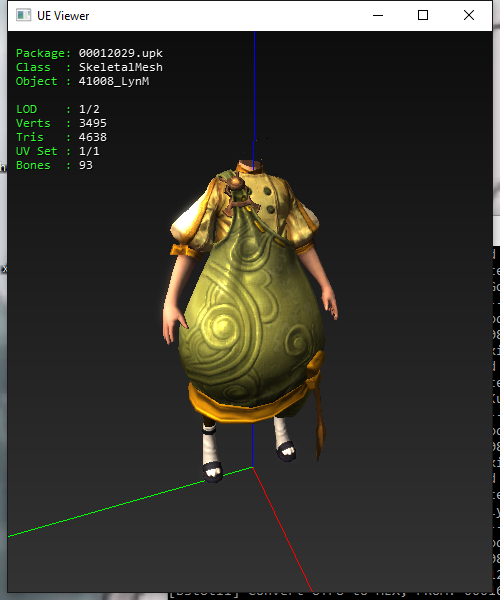 UE Viewer
Package: 00012029.upk
Class : SkeletalMesh
Object : 41008_LynM
LOD : 1/2
Verts : 3495
Tris : 4638
UV Set : 1/1
Bones : 93